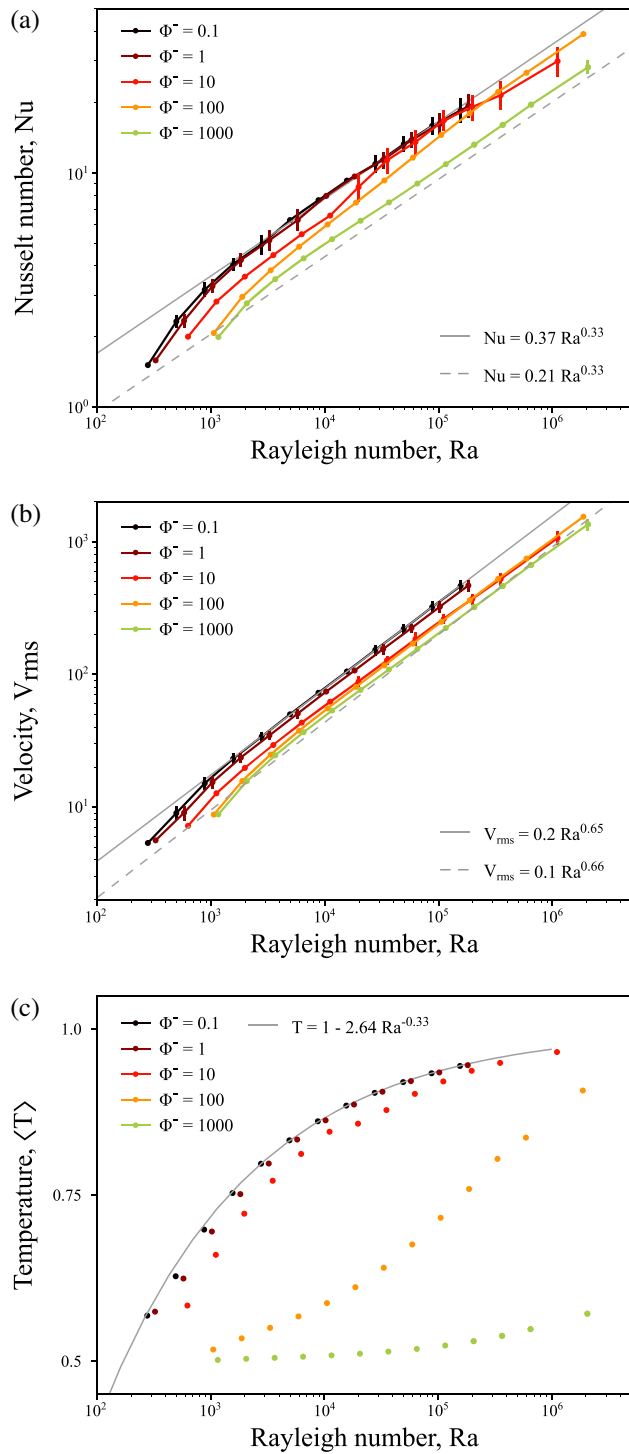 (a)
Φ⁻ = 0.1
Φ⁻ = 1
Φ⁻ = 10
Φ⁻ = 100
Φ⁻ = 1000
Nusselt number, Nu
10¹
10⁰
Nu = 0.37 Ra^0.33
Nu = 0.21 Ra^0.33
10² 10³ 10⁴ 10⁵ 10⁶
Rayleigh number, Ra
(b)
Φ⁻ = 0.1
Φ⁻ = 1
Φ⁻ = 10
Φ⁻ = 100
Φ⁻ = 1000
Velocity, V_rms
10³
10²
10¹
V_rms = 0.2 Ra^0.65
V_rms = 0.1 Ra^0.66
10² 10³ 10⁴ 10⁵ 10⁶
Rayleigh number, Ra
(c)
Φ⁻ = 0.1 T = 1 - 2.64 Ra^-0.33
Φ⁻ = 1
Φ⁻ = 10
Φ⁻ = 100
Φ⁻ = 1000
Temperature, ⟨T⟩
1.0
0.75
0.5
10² 10³ 10⁴ 10⁵ 10⁶
Rayleigh number, Ra